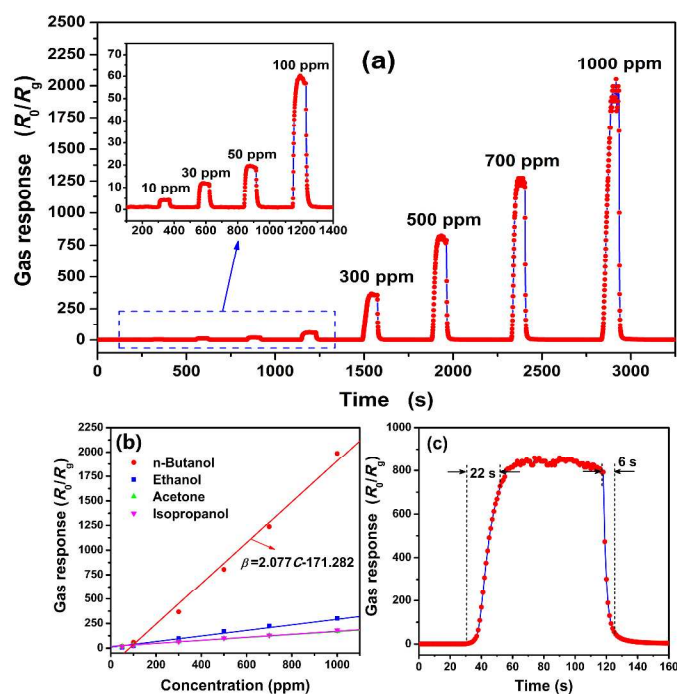 (a)
Gas response (R0/Rg)
2500
2250
2000
1750
1500
1250
1000
750
500
250
0
0 500 1000 1500 2000 2500 3000
Time (s)
300 ppm
500 ppm
700 ppm
1000 ppm
70
60
50
40
30
20
10
0
200 400 600 800 1000 1200 1400
10 ppm
30 ppm
50 ppm
100 ppm
(b)
Gas response (R0/Rg)
2250
2000
1750
1500
1250
1000
750
500
250
0
0 200 400 600 800 1000
Concentration (ppm)
n-Butanol
Ethanol
Acetone
Isopropanol
β=2.077C-171.282
(c)
Gas response (R0/Rg)
1000
800
600
400
200
0
0 20 40 60 80 100 120 140 160
Time (s)
22 s
6 s